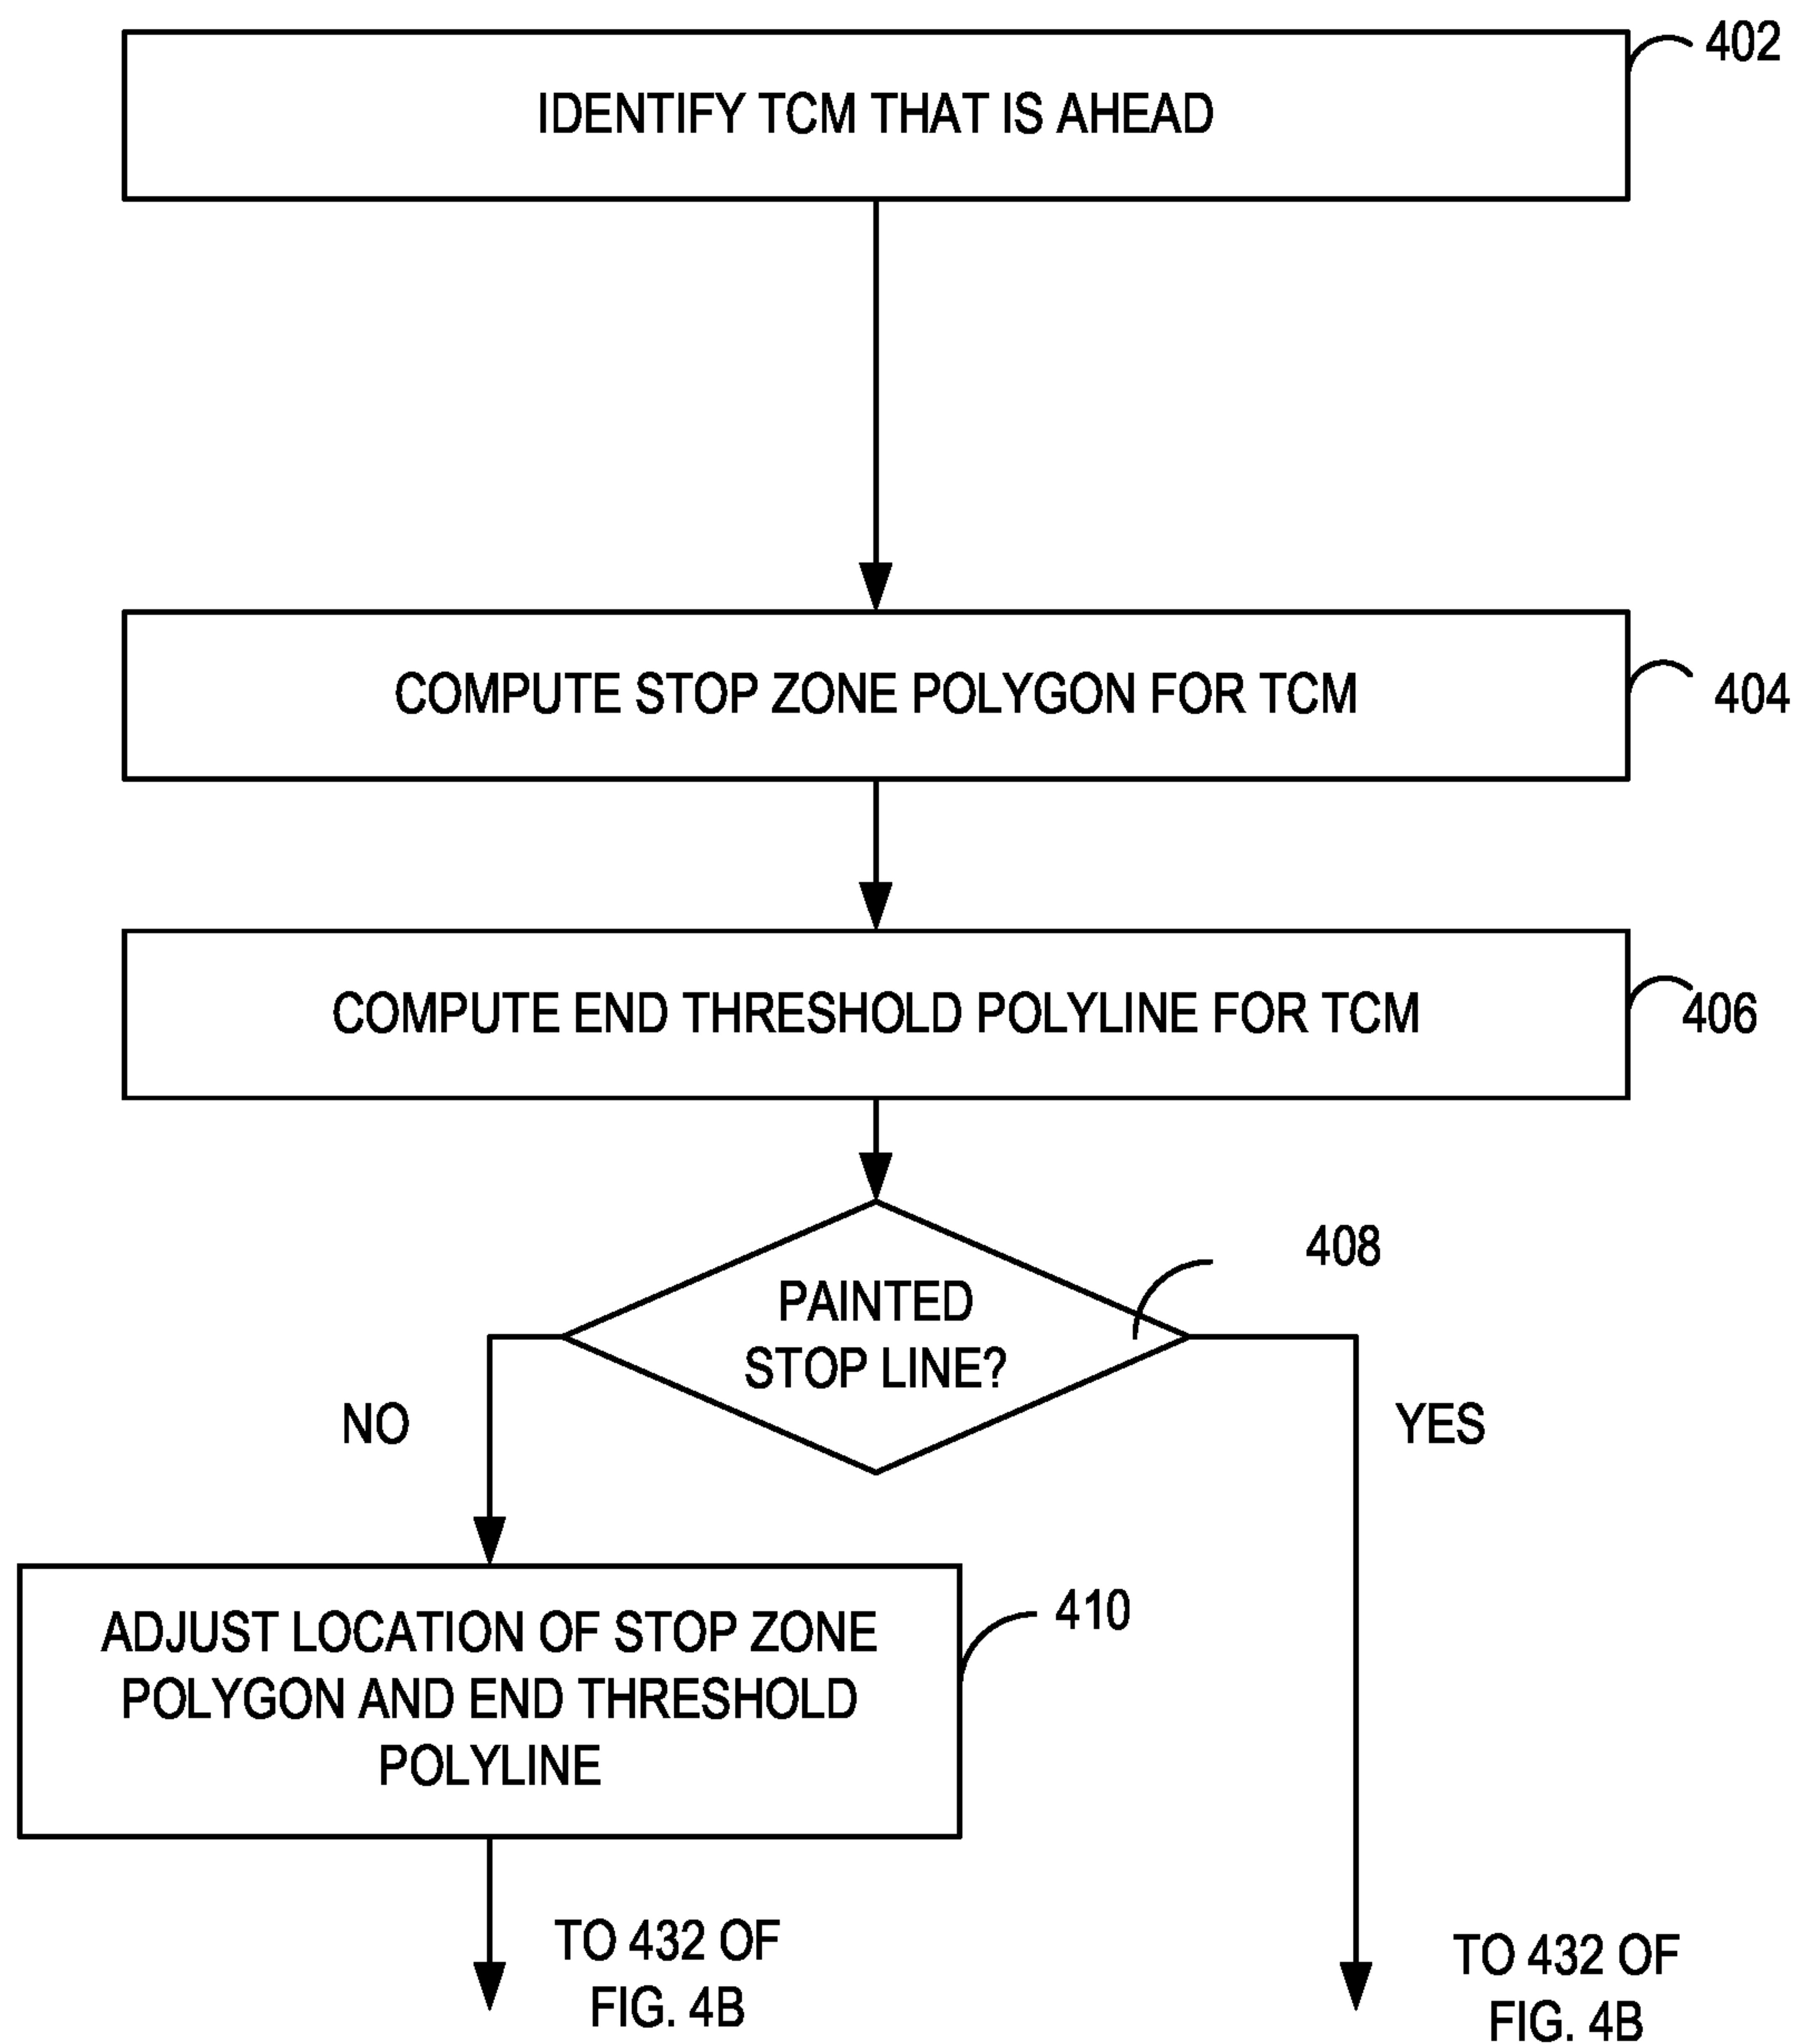 IDENTIFY TCM THAT IS AHEAD
402
COMPUTE STOP ZONE POLYGON FOR TCM
404
COMPUTE END THRESHOLD POLYLINE FOR TCM
406
PAINTED
STOP LINE?
408
NO
YES
ADJUST LOCATION OF STOP ZONE
POLYGON AND END THRESHOLD
POLYLINE
410
TO 432 OF
FIG. 4B
TO 432 OF
FIG. 4B